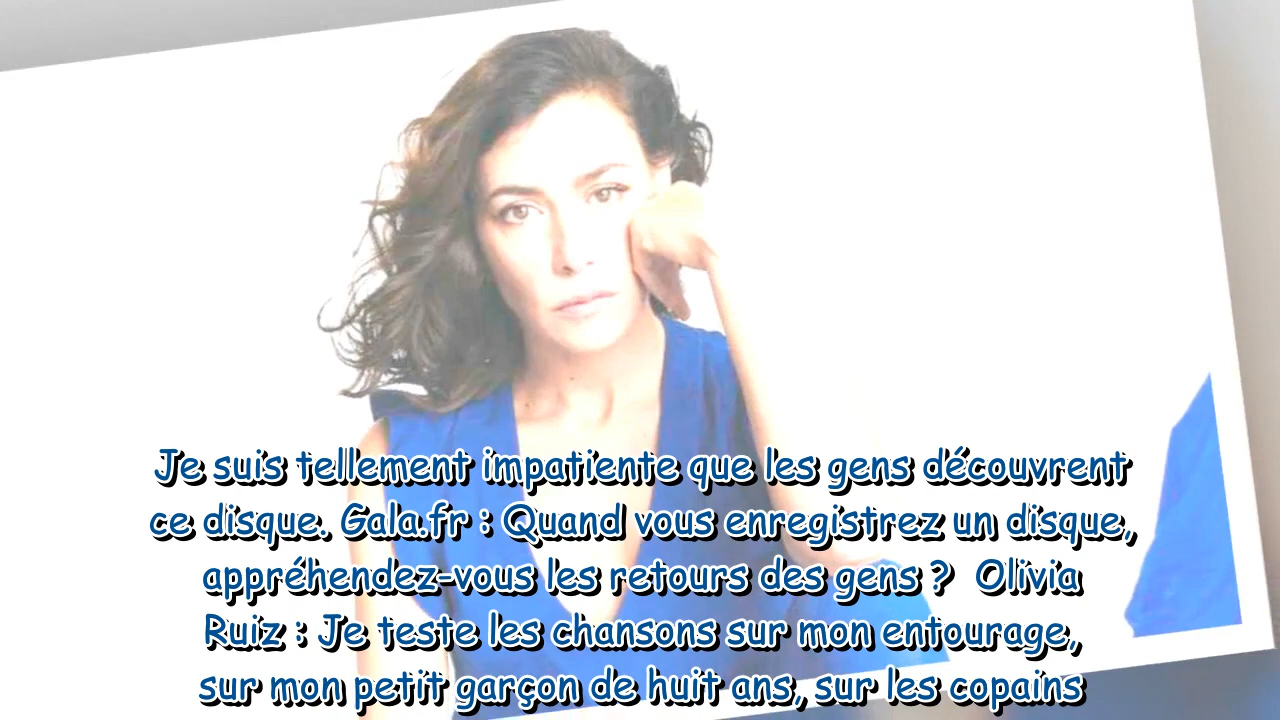 Je suis tellement impatiente que les gens découvrent
ce disque. Gala.fr : Quand vous enregistrez un disque,
appréhendez-vous les retours des gens ? Olivia
Ruiz : Je teste les chansons sur mon entourage,
sur mon petit garçon de huit ans, sur les copains